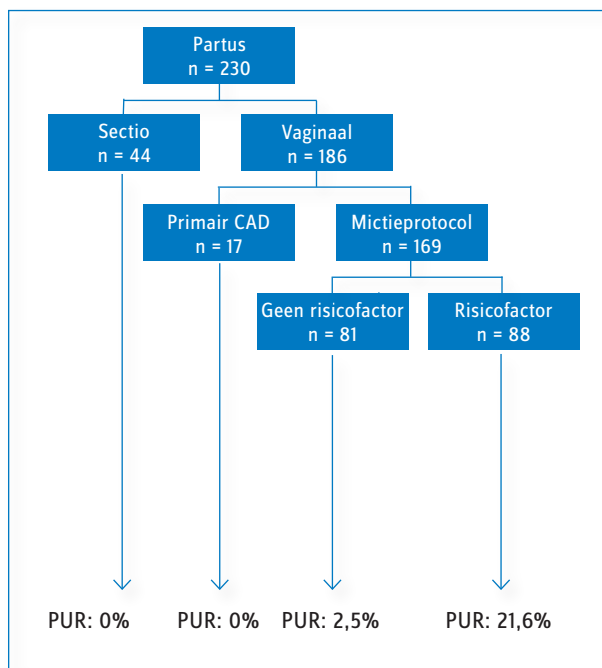 Partus
n = 230
Sectio
n = 44
Vaginaal
n = 186
Primair CAD
n = 17
Mictieprotocol
n = 169
Geen risicofactor
n = 81
Risicofactor
n = 88
PUR: 0%
PUR: 0%
PUR: 2,5%
PUR: 21,6%